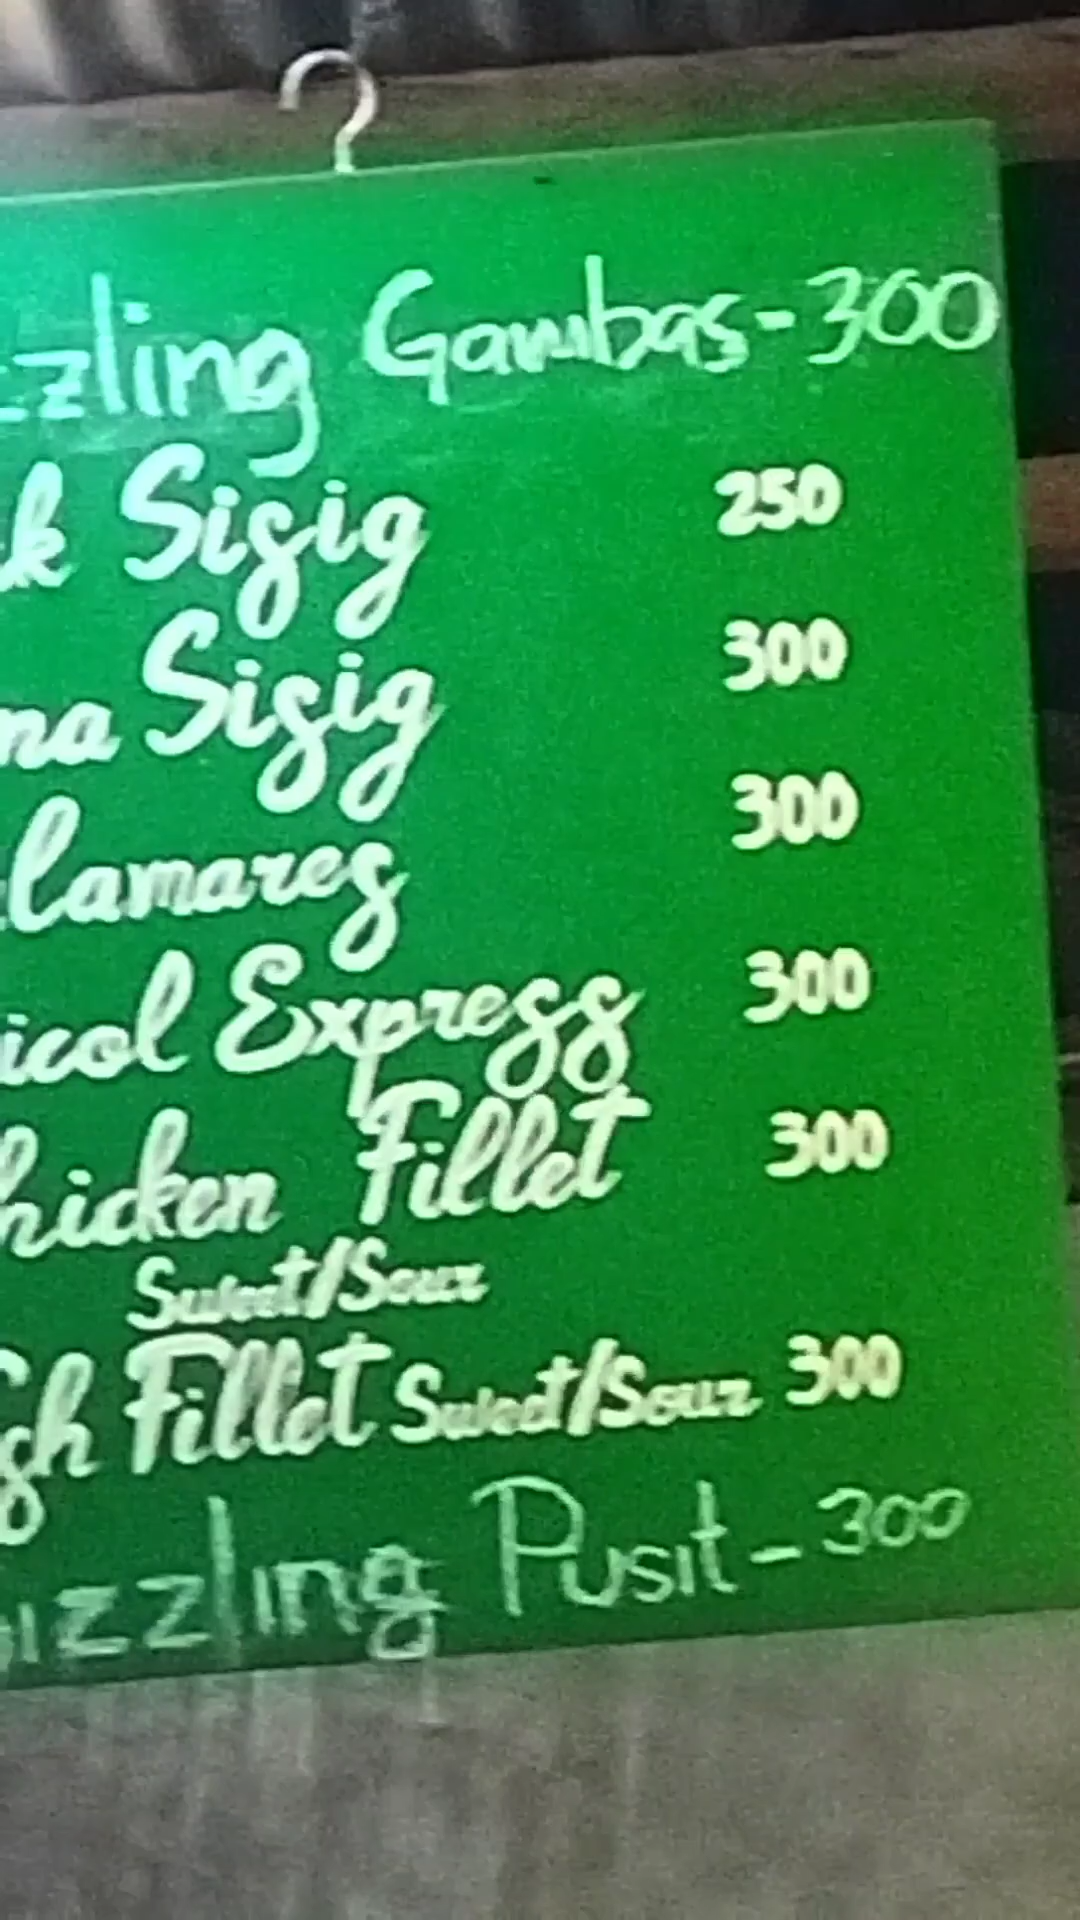 zzling Gambas-300
k Sisig 250
na Sisig 300
lamares 300
icol Express 300
hicken Fillet 300
Sweet/Sour
sh Fillet Sweet/Sour 300
izzling Pusit-300